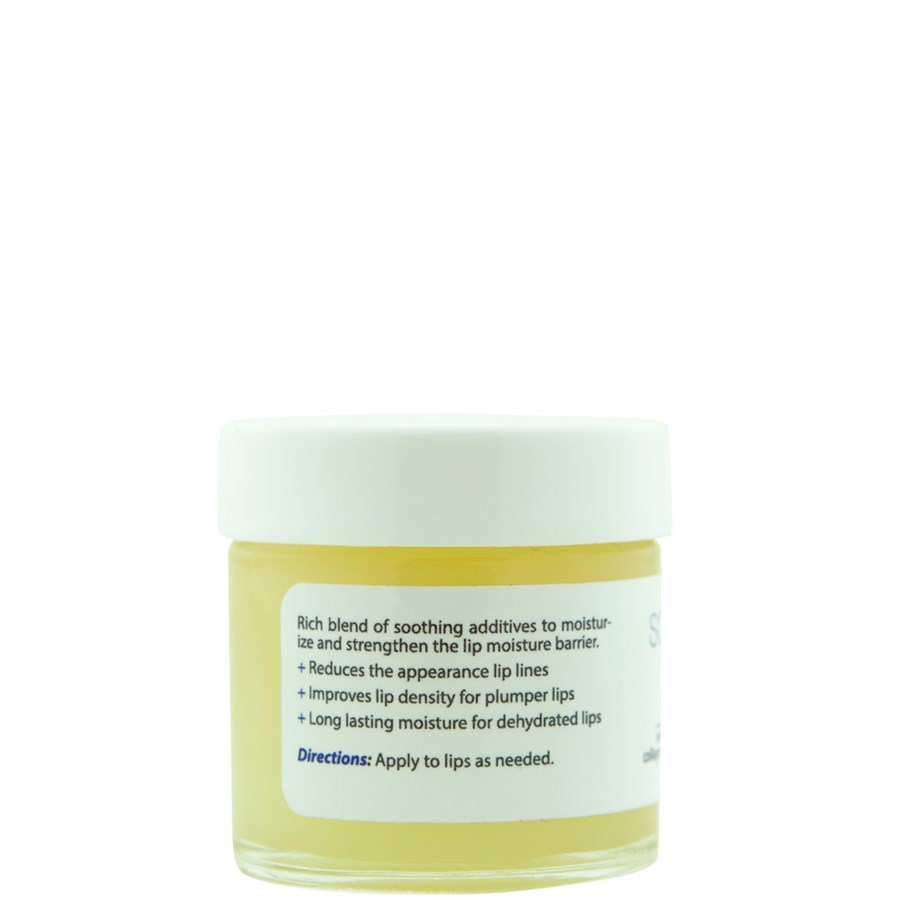 Rich blend of soothing additives to moistur-
ize and strengthen the lip moisture barrier.
+ Reduces the appearance lip lines
+ Improves lip density for plumper lips
+ Long lasting moisture for dehydrated lips
Directions: Apply to lips as needed.